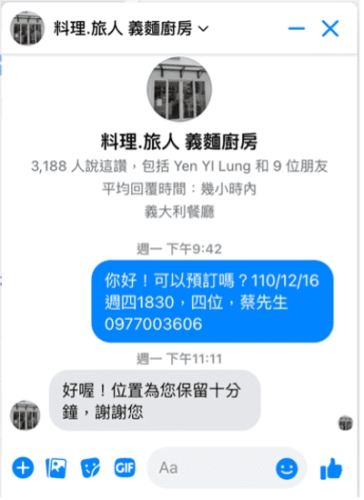 料理.旅人 義麵廚房
料理.旅人 義麵廚房
3,188 人說這讚，包括 Yen YI Lung 和 9 位朋友
平均回覆時間：幾小時內
義大利餐廳
週一 下午9:42
你好！可以預訂嗎？110/12/16
週四1830，四位，蔡先生
0977003606
週一 下午11:11
好喔！位置為您保留十分
鐘，謝謝您
GIF
Aa